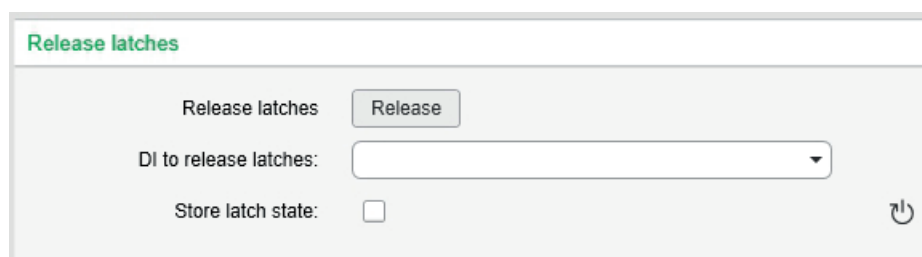 Release latches
Release latches Release
DI to release latches:
Store latch state: